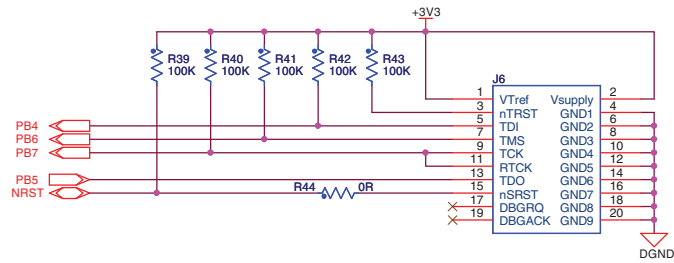 +3V3
R39 R40 R41 R42 R43
100K 100K 100K 100K 100K
J6
1 VTref Vsupply 2
3 nTRST GND1 4
PB4 5 TDI GND2 6
PB6 7 TMS GND3 8
PB7 9 TCK GND4 10
11 RTCK GND5 12
PB5 13 TDO GND6 14
NRST R44 0R 15 nSRST GND7 16
17 DBGRQ GND8 18
19 DBGACK GND9 20
DGND